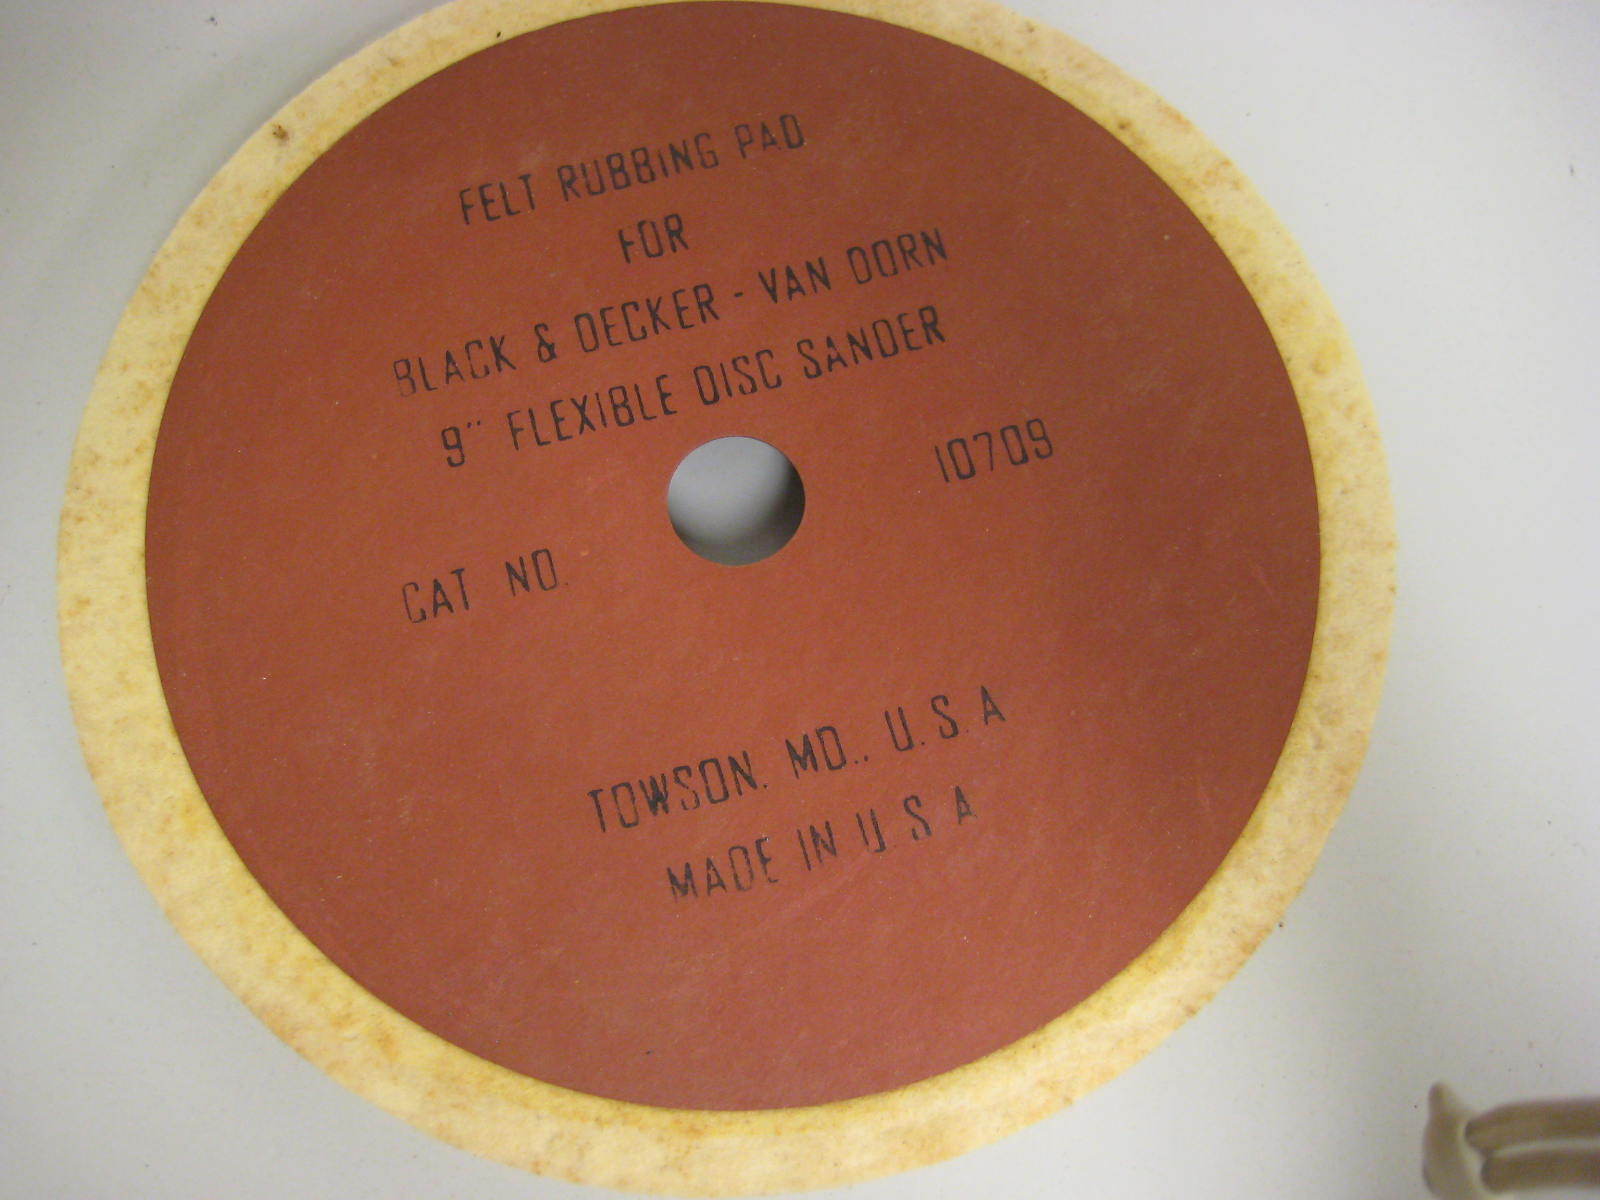 FELT RUBBING PAD
FOR
BLACK & DECKER - VAN DORN
9" FLEXIBLE DISC SANDER
CAT NO. 10709
TOWSON, MD., U.S.A
MADE IN U.S.A